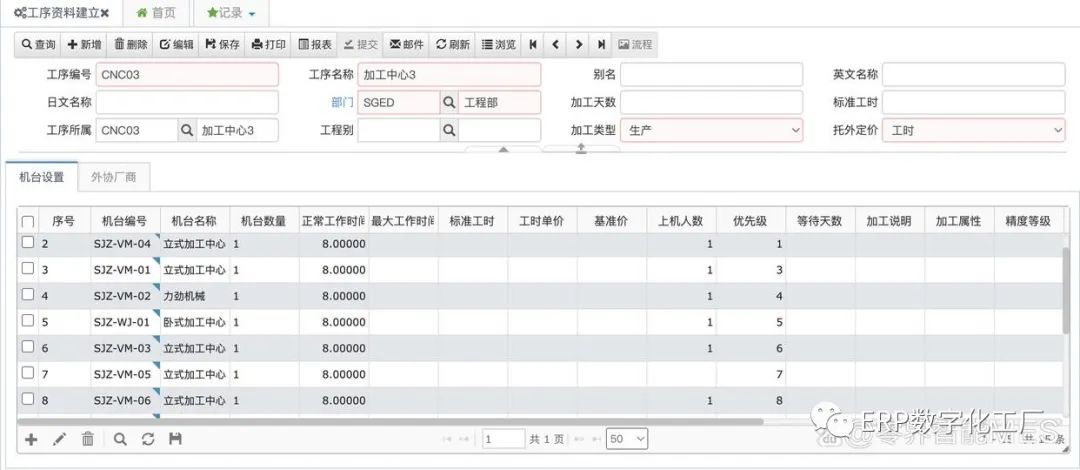 工序资料建立 首页 记录
查询 新增 删除 编辑 保存 打印 报表 提交 邮件 刷新 浏览 流程
工序编号 CNC03 工序名称 加工中心3 别名 英文名称
日文名称 部门 SGED 工程部 加工天数 标准工时
工序所属 CNC03 加工中心3 工程别 加工类型 生产 托外定价 工时
机台设置 外协厂商
序号 机台编号 机台名称 机台数量 正常工作时间 最大工作时间 标准工时 工时单价 基准价 上机人数 优先级 等待天数 加工说明 加工属性 精度等级
2 SJZ-VM-04 立式加工中心 1 8.00000 1 1
3 SJZ-VM-01 立式加工中心 1 8.00000 1 3
4 SJZ-VM-02 力劲机械 1 8.00000 1 4
5 SJZ-WJ-01 卧式加工中心 1 8.00000 1 5
6 SJZ-VM-03 立式加工中心 1 8.00000 1 6
7 SJZ-VM-05 立式加工中心 1 8.00000 7
8 SJZ-VM-06 立式加工中心 1 8.00000 1 8
1 共 1 页 50
ERP数字化工厂